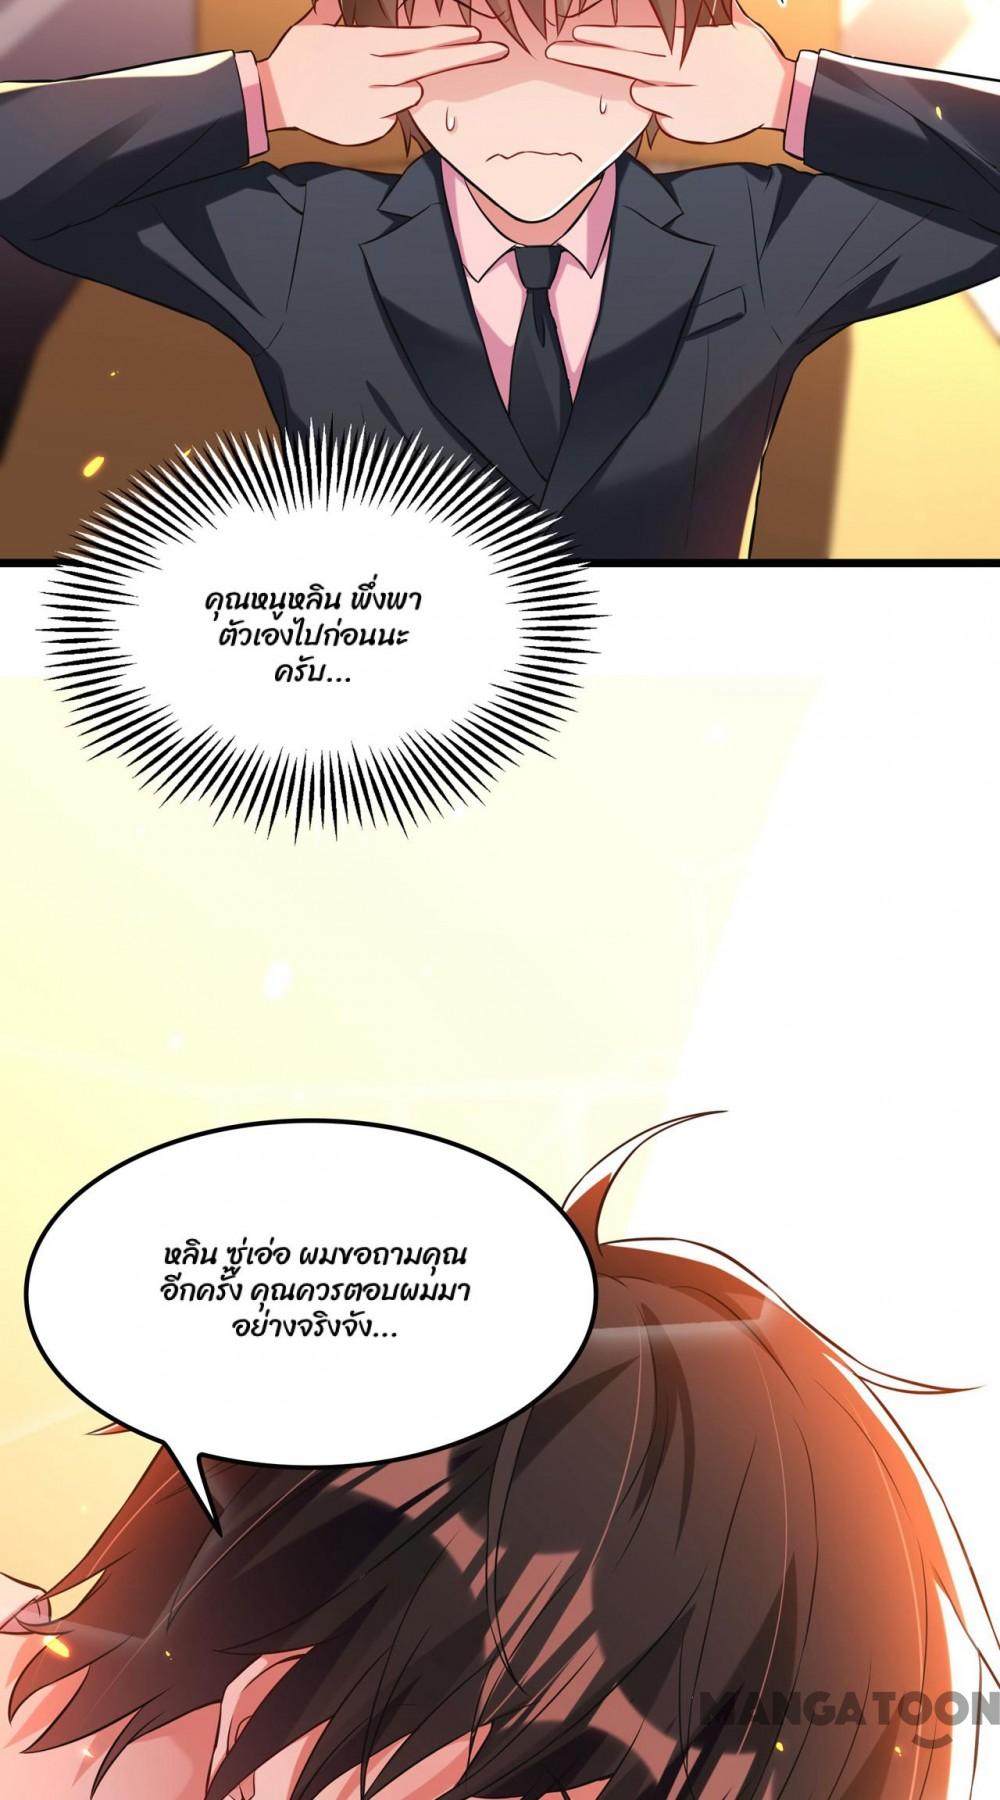 คุณหนูหลิน พึ่งพา
ตัวเองไปก่อนนะ
ครับ...
หลิน ซู่เอ่อ ผมขอถามคุณ
อีกครั้ง คุณควรตอบผมมา
อย่างจริงจัง...
MANGATOON